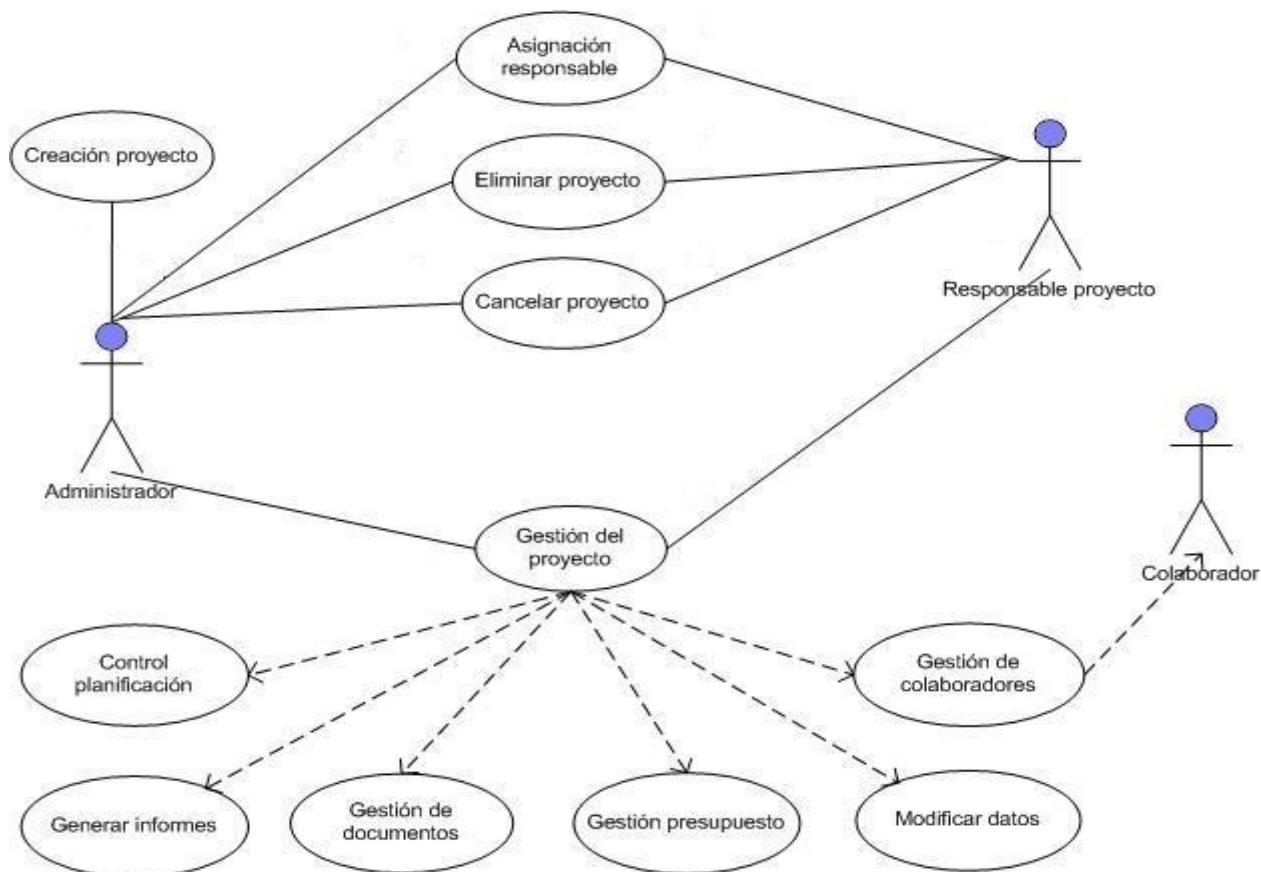 Asignación
responsable
Creación proyecto
Eliminar proyecto
Cancelar proyecto
Responsable proyecto
Administrador
Gestión del
proyecto
Colaborador
Control
planificación
Gestión de
colaboradores
Generar informes
Gestión de
documentos
Gestión presupuesto
Modificar datos